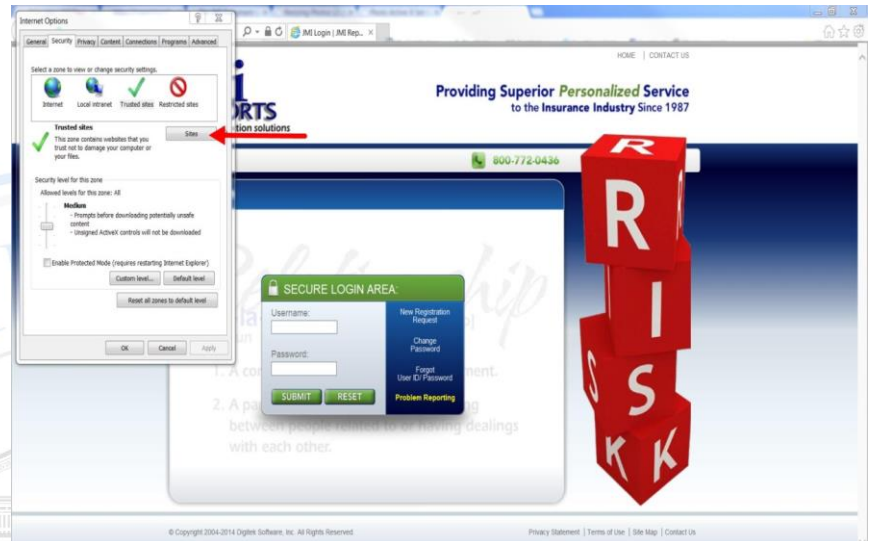 Internet Options
General Security Privacy Content Connections Programs Advanced
Select a zone to view or change security settings.
Internet Local intranet Trusted sites Restricted sites
Trusted sites
Sites
This zone contains websites that you
trust not to damage your computer or
your files.
Security level for this zone
Allowed levels for this zone: All
Medium
- Prompts before downloading potentially unsafe
content
- Unsigned ActiveX controls will not be downloaded
Enable Protected Mode (requires restarting Internet Explorer)
Custom level... Default level
Reset all zones to default level
OK Cancel Apply
JMI Login | JMI Rep...
HOME | CONTACT US
i
ORTS
tion solutions
Providing Superior Personalized Service
to the Insurance Industry Since 1987
800-772-0436
Relationship
SECURE LOGIN AREA:
Username:
Password:
SUBMIT RESET
New Registration
Request
Change
Password
Forgot
User ID/ Password
Problem Reporting
1. A co
ment.
2. A pa
ng
between people related to or having dealings
with each other.
R
R
I
S
S
K
K
© Copyright 2004-2014 Digitek Software, Inc. All Rights Reserved.
Privacy Statement | Terms of Use | Site Map | Contact Us